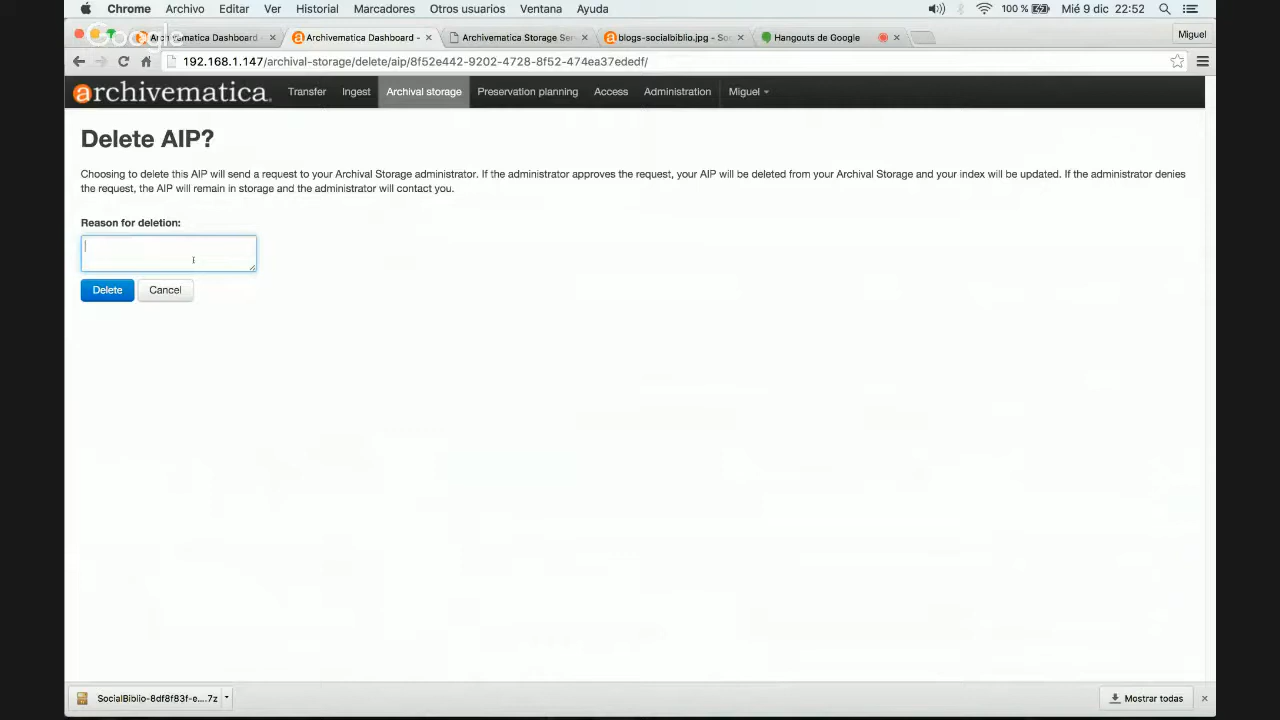 Chrome Archivo Editar Ver Historial Marcadores Otros usuarios Ventana Ayuda 100 % Mié 9 dic 22:52
Google
Archivematica Dashboard Archivematica Dashboard - Archivematica Storage Ser blogs-socialbiblio.jpg - So Hangouts de Google Miguel
192.168.1.147/archival-storage/delete/aip/8f52e442-9202-4728-8f52-474ea37ededf/
archivematica Transfer Ingest Archival storage Preservation planning Access Administration Miguel
Delete AIP?
Choosing to delete this AIP will send a request to your Archival Storage administrator. If the administrator approves the request, your AIP will be deleted from your Archival Storage and your index will be updated. If the administrator denies
the request, the AIP will remain in storage and the administrator will contact you.
Reason for deletion:
Delete Cancel
SocialBiblio-8df8f83f-e....7z Mostrar todas